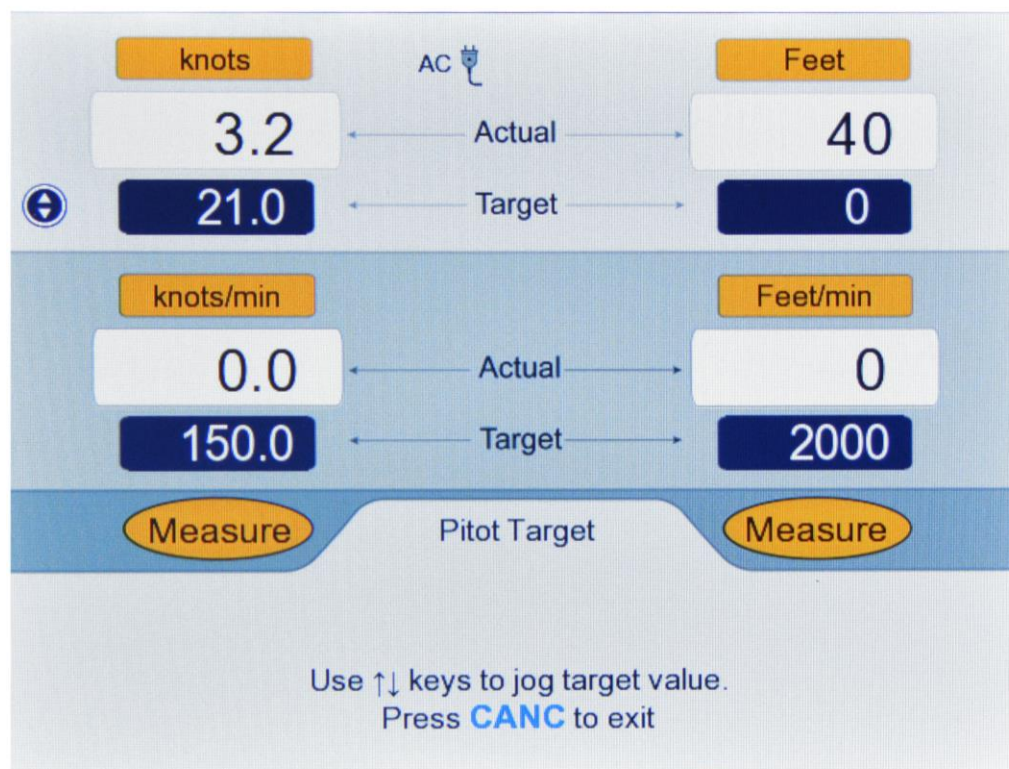 knots AC Feet
3.2 Actual 40
21.0 Target 0
knots/min Feet/min
0.0 Actual 0
150.0 Target 2000
Measure Pitot Target Measure
Use ↑↓ keys to jog target value.
Press CANC to exit